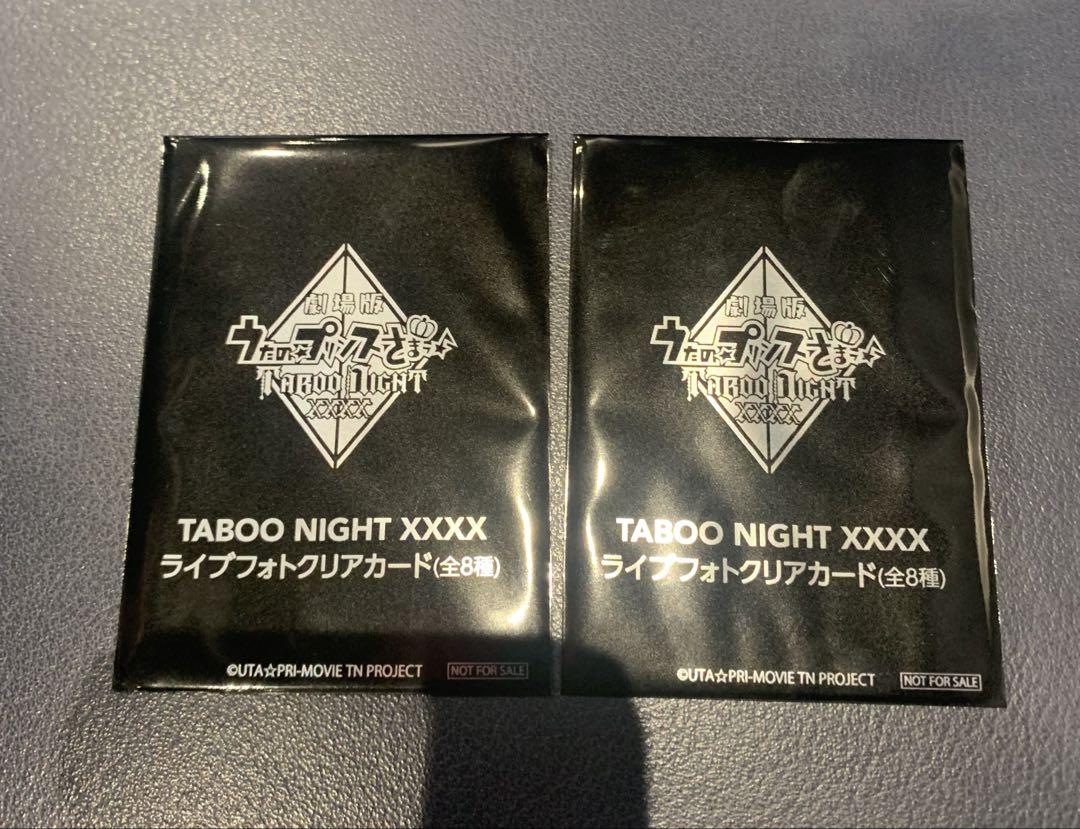 劇場版
うたの☆プリンスさまっ♪
TABOO NIGHT
XXXX
TABOO NIGHT XXXX
ライブフォトクリアカード(全8種)
©UTA☆PRI-MOVIE TN PROJECT
NOT FOR SALE
劇場版
うたの☆プリンスさまっ♪
TABOO NIGHT
XXXX
TABOO NIGHT XXXX
ライブフォトクリアカード(全8種)
©UTA☆PRI-MOVIE TN PROJECT
NOT FOR SALE